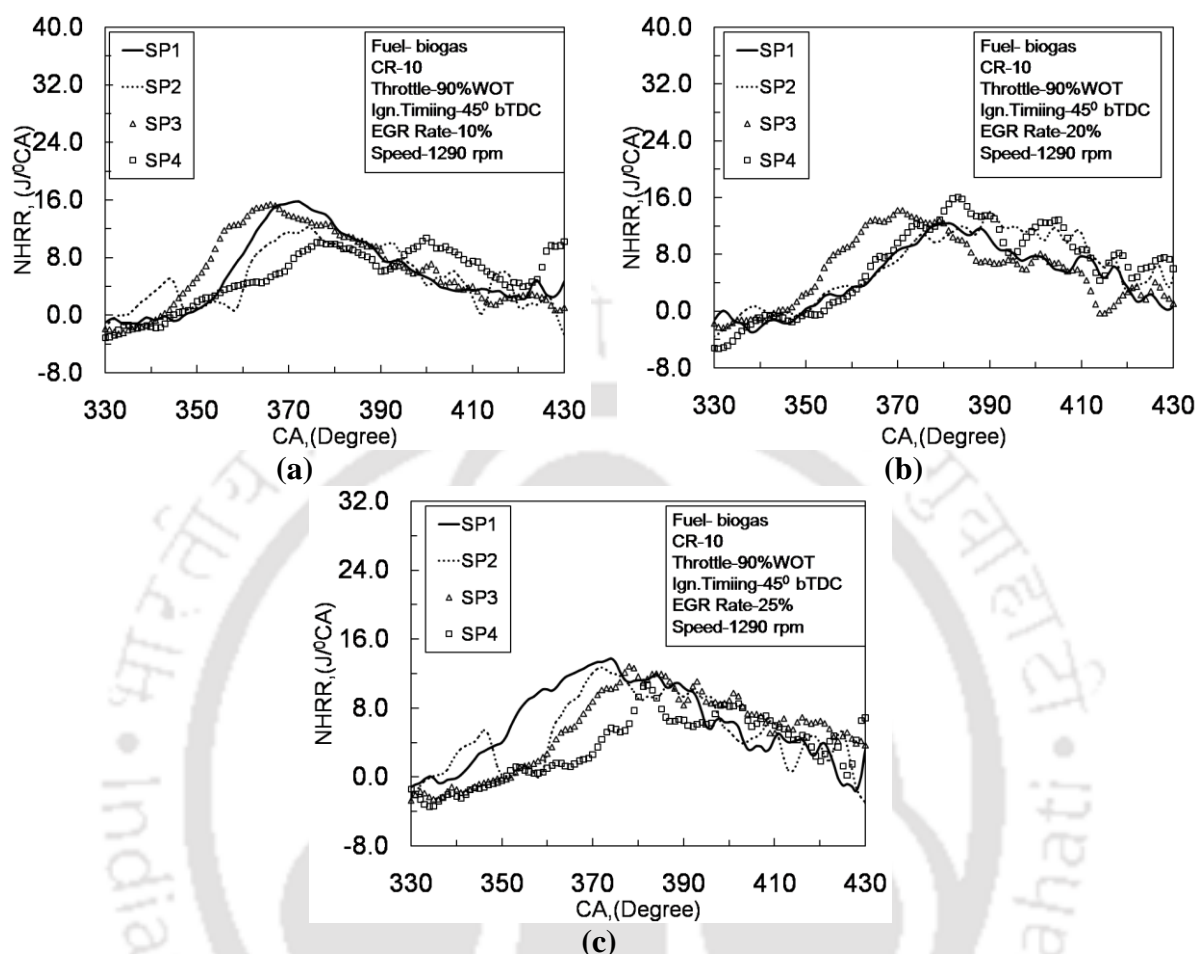 40.0
32.0
24.0
16.0
8.0
0.0
-8.0
NHRR, (J/⁰CA)
SP1
SP2
SP3
SP4
Fuel- biogas
CR-10
Throttle-90%WOT
Ign.Timiing-45⁰ bTDC
EGR Rate-10%
Speed-1290 rpm
330 350 370 390 410 430
CA,(Degree)
(a)
40.0
32.0
24.0
16.0
8.0
0.0
-8.0
NHRR,(J/⁰CA)
SP1
SP2
SP3
SP4
Fuel- biogas
CR-10
Throttle-90%WOT
Ign.Timiing-45⁰ bTDC
EGR Rate-20%
Speed-1290 rpm
330 350 370 390 410 430
CA,(Degree)
(b)
32.0
24.0
16.0
8.0
0.0
-8.0
NHRR,(J/⁰CA)
SP1
SP2
SP3
SP4
Fuel- biogas
CR-10
Throttle-90%WOT
Ign.Timiing-45⁰ bTDC
EGR Rate-25%
Speed-1290 rpm
330 350 370 390 410 430
CA,(Degree)
(c)
भारतीय
गुवाहाटी
India
ahati